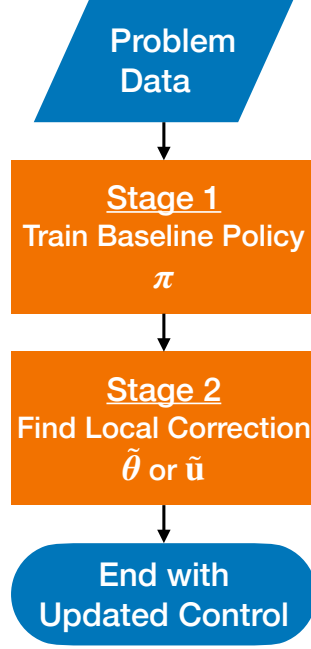 Problem
Data
Stage 1
Train Baseline Policy
π
Stage 2
Find Local Correction
θ̃ or ũ
End with
Updated Control